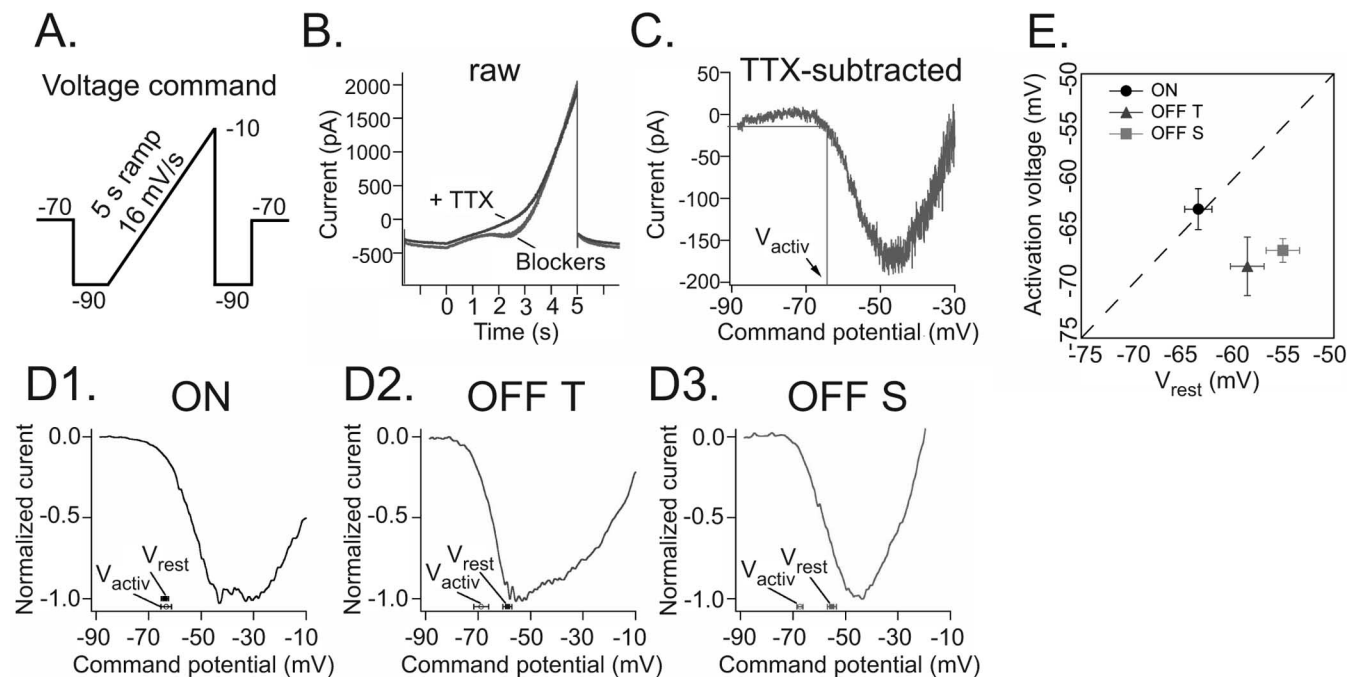 A.
Voltage command
-70
5 s ramp
16 mV/s
-10
-70
-90
-90
B.
raw
Current (pA)
2000
1500
1000
500
0
-500
+ TTX
Blockers
0 1 2 3 4 5
Time (s)
C.
TTX-subtracted
Current (pA)
50
0
-50
-100
-150
-200
Vactiv
-90 -70 -50 -30
Command potential (mV)
E.
Activation voltage (mV)
-50
-55
-60
-65
-70
-75
ON
OFF T
OFF S
-75 -70 -65 -60 -55 -50
Vrest (mV)
D1.
ON
Normalized curent
0.0
-0.5
-1.0
Vrest
Vactiv
-90 -70 -50 -30 -10
Command potential (mV)
D2.
OFF T
Normalized curent
0.0
-0.5
-1.0
Vrest
Vactiv
-90 -70 -50 -30 -10
Command potential (mV)
D3.
OFF S
Normalized curent
0.0
-0.5
-1.0
Vrest
Vactiv
-90 -70 -50 -30 -10
Command potential (mV)